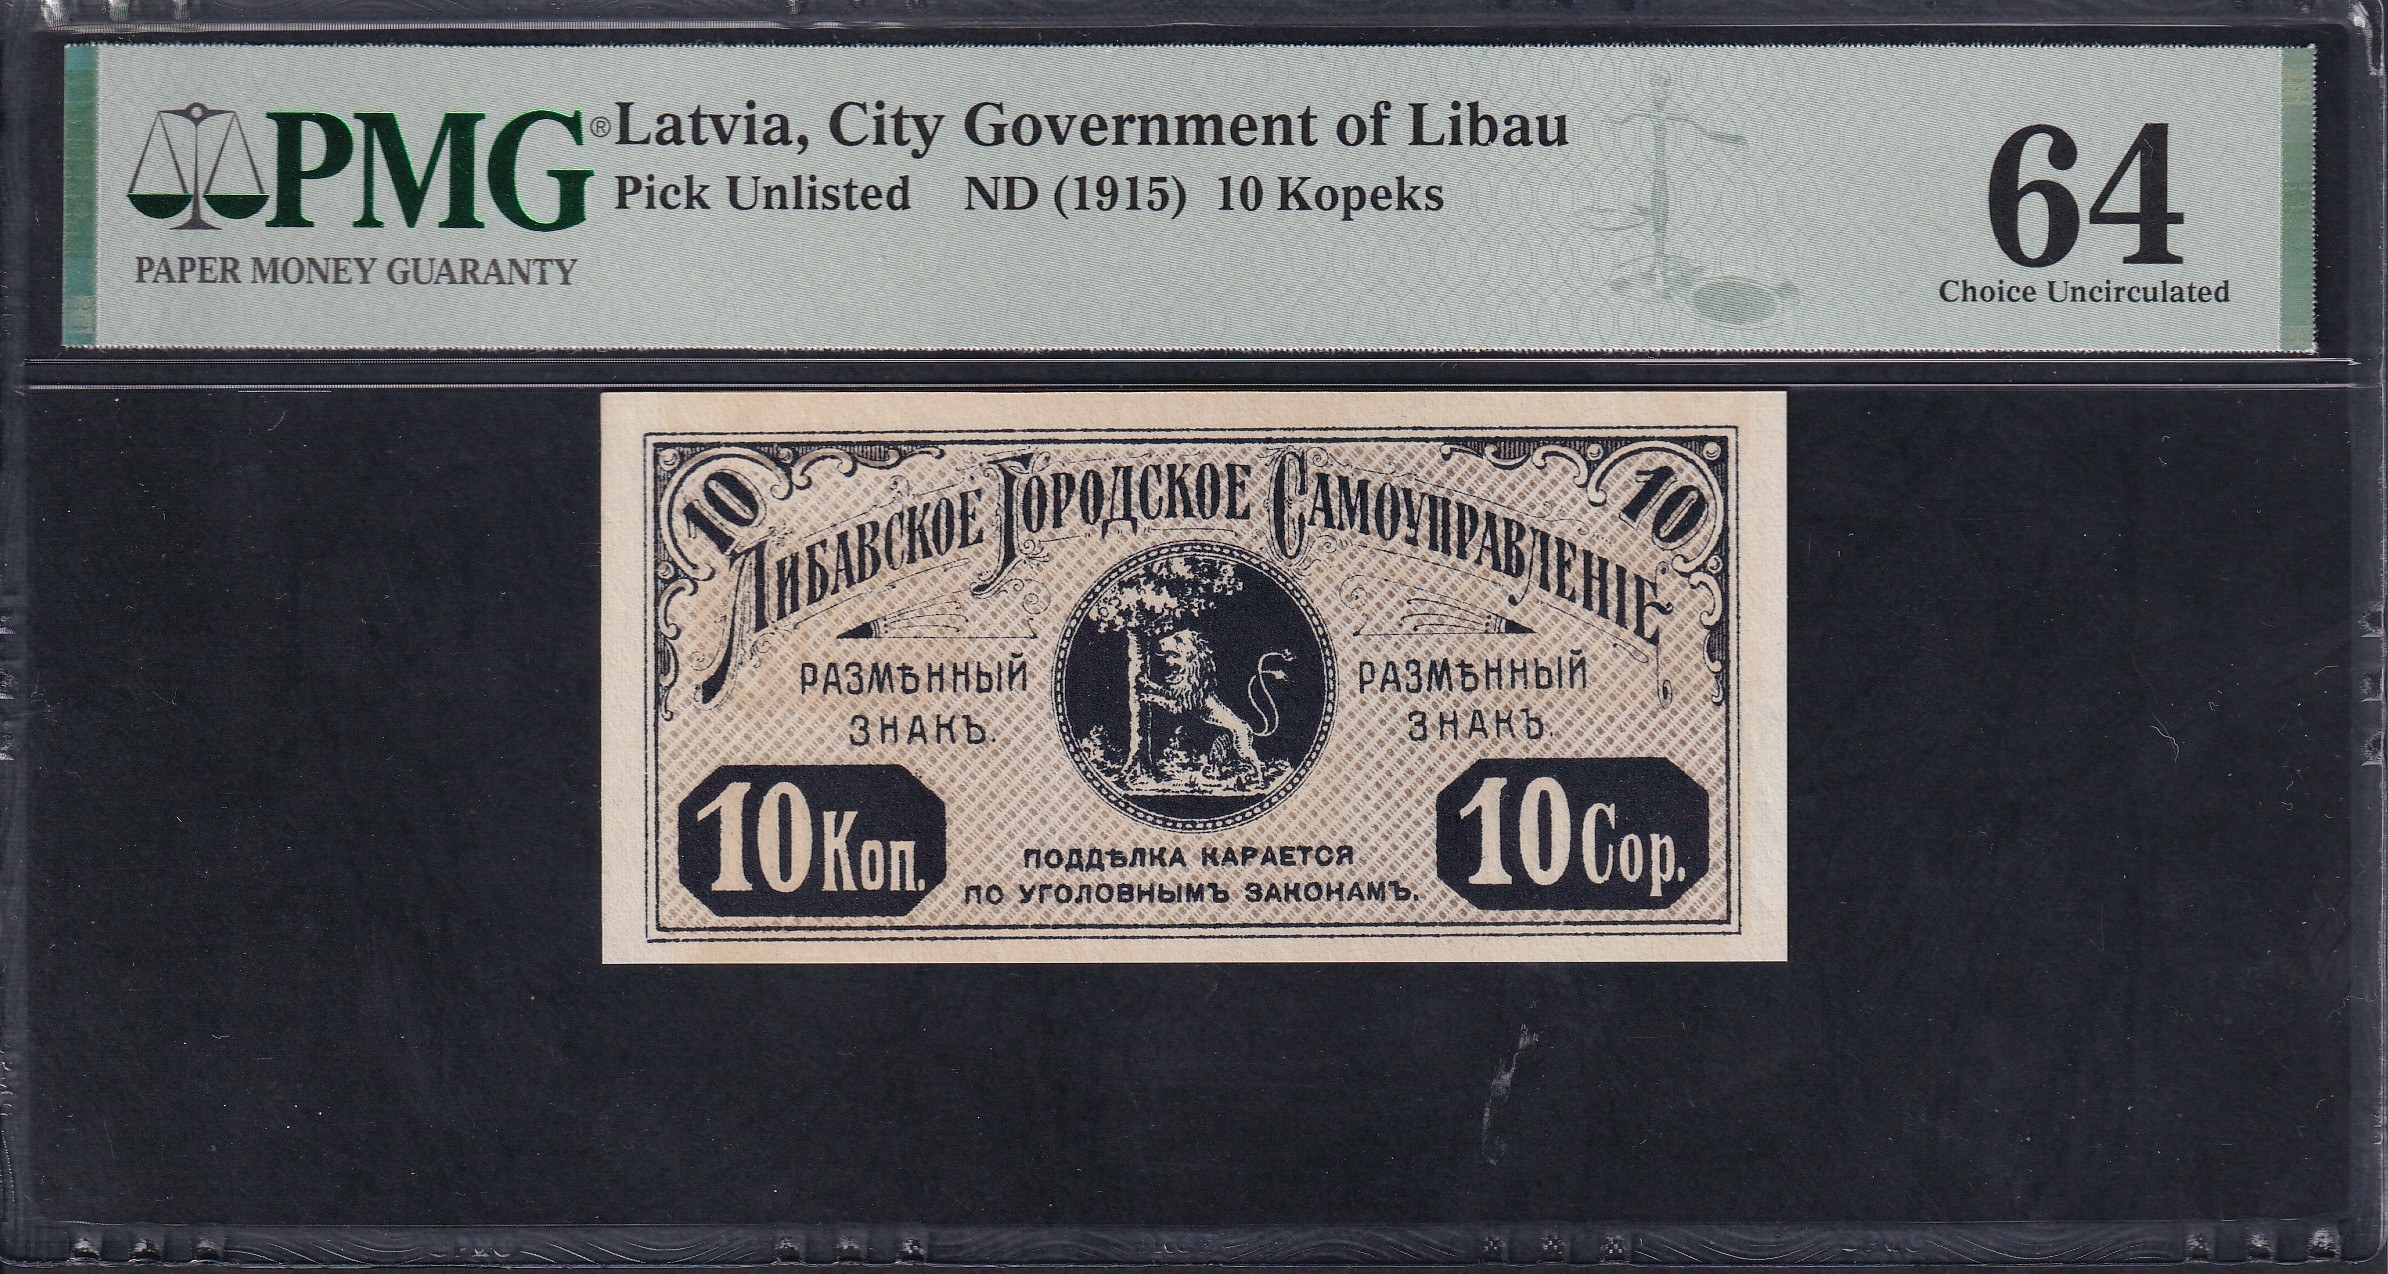 PMG®
PAPER MONEY GUARANTY
Latvia, City Government of Libau
Pick Unlisted ND (1915) 10 Kopeks
64
Choice Uncirculated
10 10
Либавское Городское Самоуправленіе
РАЗМѢННЫЙ
ЗНАКЪ.
РАЗМѢННЫЙ
ЗНАКЪ.
10 Коп.
10 Cop.
ПОДДѢЛКА КАРАЕТСЯ
ПО УГОЛОВНЫМЪ ЗАКОНАМЪ.